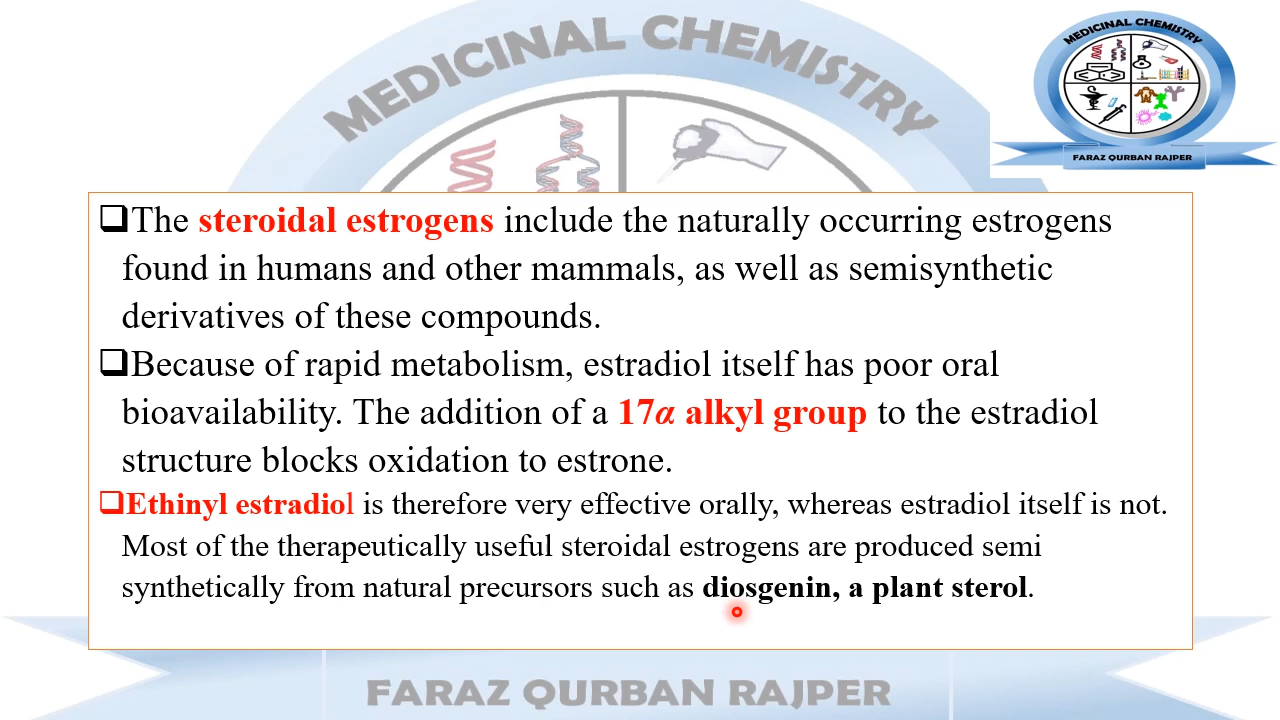 MEDICINAL CHEMISTRY
MEDICINAL CHEMISTRY
FARAZ QURBAN RAJPER
❑The steroidal estrogens include the naturally occurring estrogens
found in humans and other mammals, as well as semisynthetic
derivatives of these compounds.
❑Because of rapid metabolism, estradiol itself has poor oral
bioavailability. The addition of a 17α alkyl group to the estradiol
structure blocks oxidation to estrone.
❑Ethinyl estradiol is therefore very effective orally, whereas estradiol itself is not.
Most of the therapeutically useful steroidal estrogens are produced semi
synthetically from natural precursors such as diosgenin, a plant sterol.
FARAZ QURBAN RAJPER